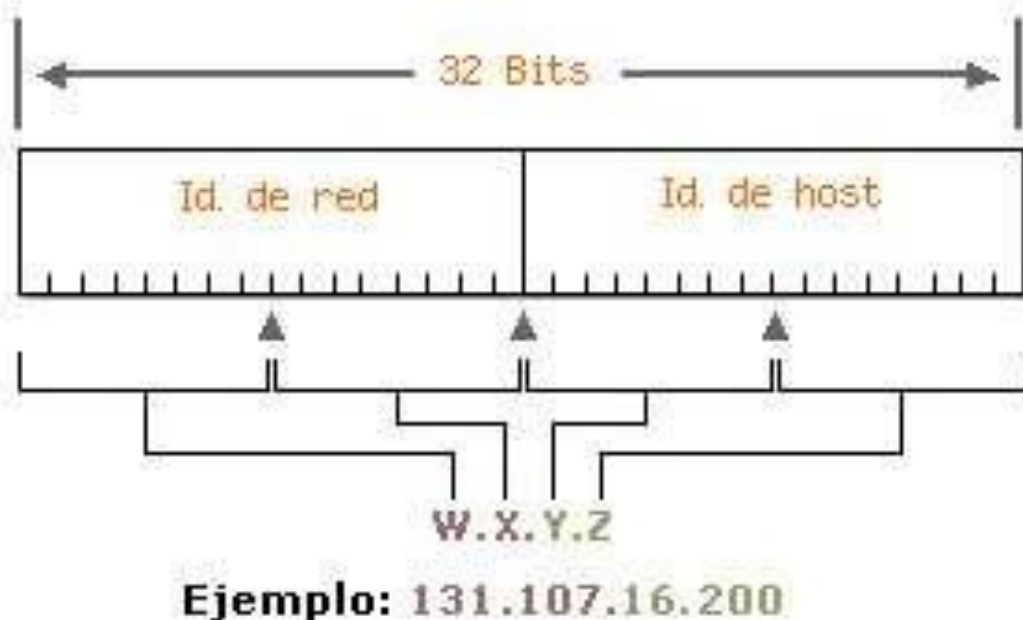 32 Bits
Id. de red
Id. de host
W.X.Y.Z
Ejemplo: 131.107.16.200